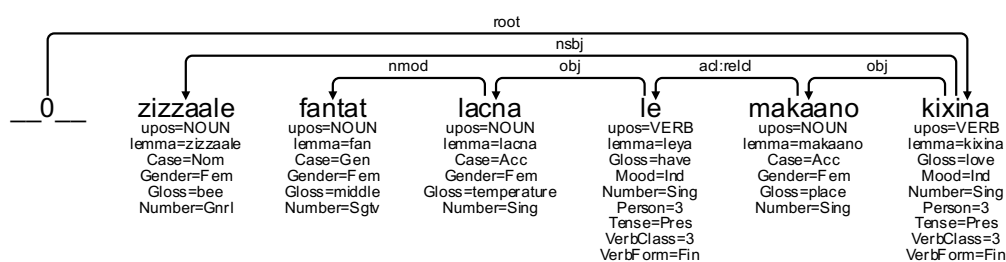 root
nsbj
nmod obj acl:relcl obj
__0__ zizzaale fantat lacna le makaano kixina
upos=NOUN upos=NOUN upos=NOUN upos=VERB upos=NOUN upos=VERB
lemma=zizzaale lemma=fan lemma=lacna lemma=leya lemma=makaano lemma=kixina
Case=Nom Case=Gen Case=Acc Gloss=have Case=Acc Gloss=love
Gender=Fem Gender=Fem Gender=Fem Mood=Ind Gender=Fem Mood=Ind
Gloss=bee Gloss=middle Gloss=temperature Number=Sing Gloss=place Number=Sing
Number=Gnrl Number=Sgtv Number=Sing Person=3 Number=Sing Person=3
Tense=Pres Tense=Pres
VerbClass=3 VerbClass=3
VerbForm=Fin VerbForm=Fin